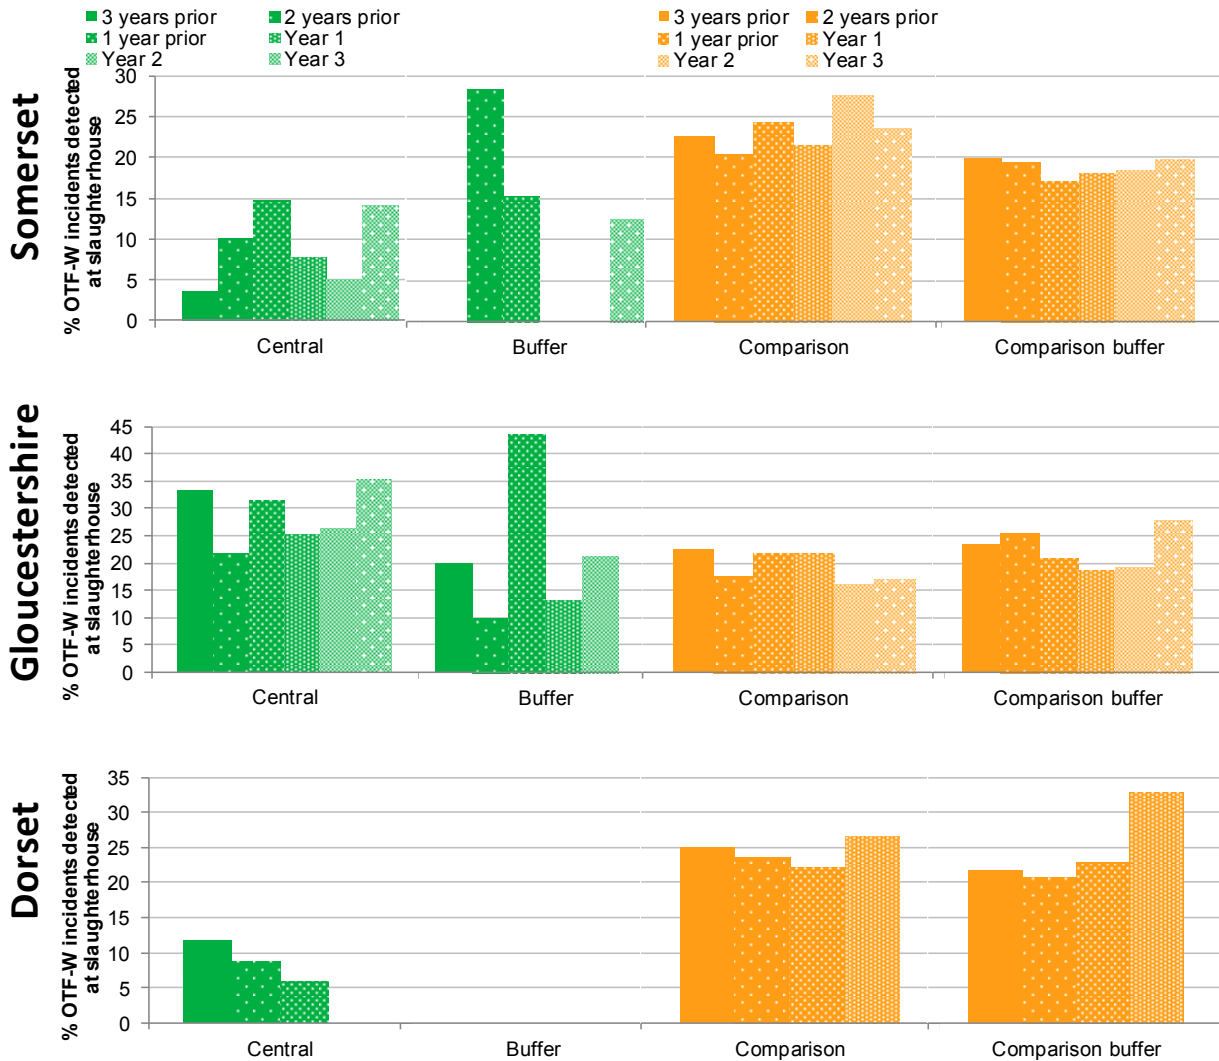 3 years prior 2 years prior
1 year prior Year 1
Year 2 Year 3
3 years prior 2 years prior
1 year prior Year 1
Year 2 Year 3
Somerset
% OTF-W incidents detected
at slaughterhouse
30
25
20
15
10
5
0
Central Buffer Comparison Comparison buffer
Gloucestershire
% OTF-W incidents detected
at slaughterhouse
45
40
35
30
25
20
15
10
5
0
Central Buffer Comparison Comparison buffer
Dorset
% OTF-W incidents detected
at slaughterhouse
35
30
25
20
15
10
5
0
Central Buffer Comparison Comparison buffer